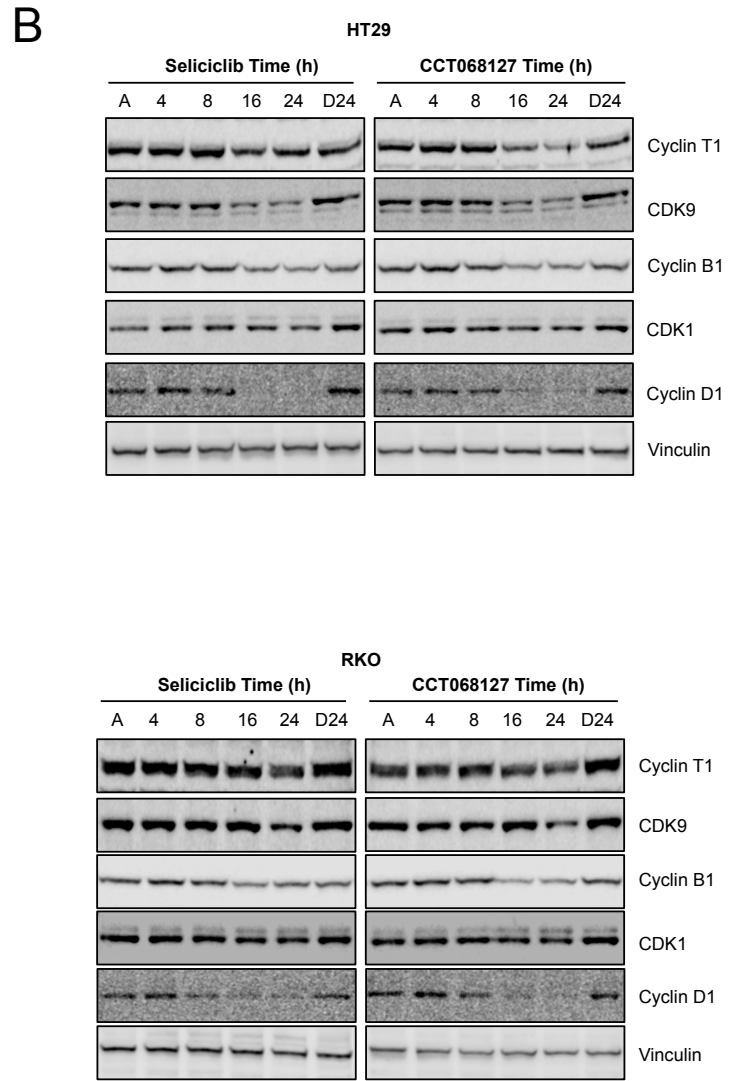 B
HT29
Seliciclib Time (h) CCT068127 Time (h)
A 4 8 16 24 D24 A 4 8 16 24 D24
Cyclin T1
CDK9
Cyclin B1
CDK1
Cyclin D1
Vinculin
RKO
Seliciclib Time (h) CCT068127 Time (h)
A 4 8 16 24 D24 A 4 8 16 24 D24
Cyclin T1
CDK9
Cyclin B1
CDK1
Cyclin D1
Vinculin